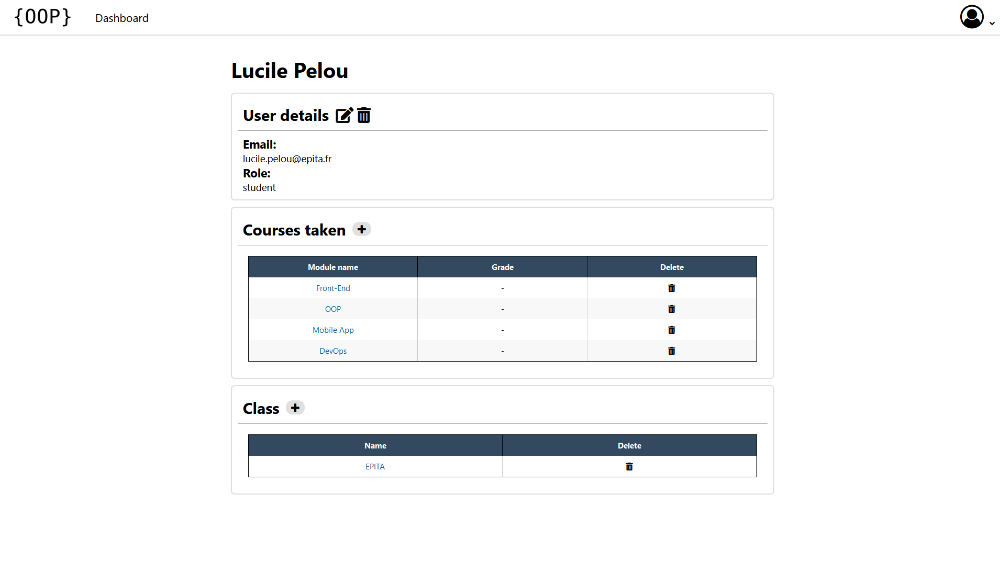 {OOP} Dashboard
Lucile Pelou
User details
Email:
lucile.pelou@epita.fr
Role:
student
Courses taken
Module name Grade Delete
Front-End -
OOP -
Mobile App -
DevOps -
Class
Name Delete
EPITA